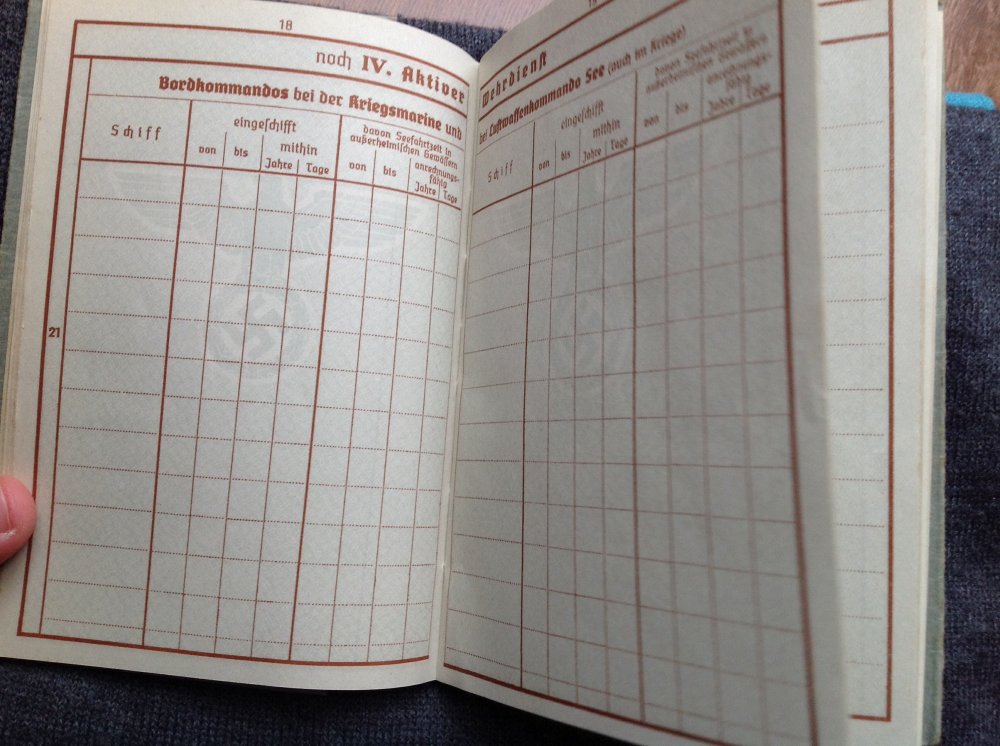 18
noch IV. Aktiver
Bordkommandos bei der Kriegsmarine und
Schiff
eingeschifft
davon Seefahrtzeit in
außerheimischen Gewässern
von
bis
mithin
Jahre
Tage
von
bis
anrechnungs-
fähig
Jahre
Tage
21
Wehrdienst
bei Luftwaffenkommando See (auch im Kriege)
Schiff
eingeschifft
davon Seefahrtzeit in
außerheimischen Gewässern
von
bis
mithin
Jahre
Tage
von
bis
anrechnungs-
fähig
Jahre
Tage